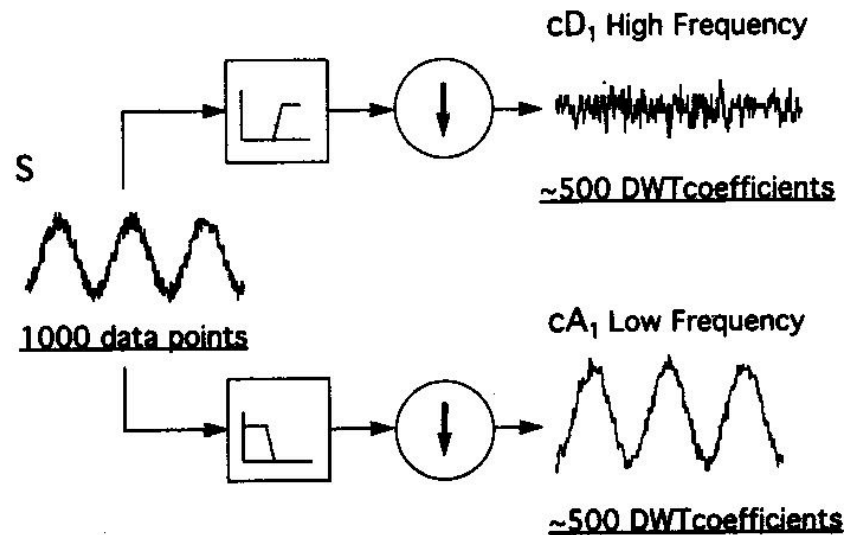 cD₁ High Frequency
S
~500 DWTcoefficients
1000 data points
cA₁ Low Frequency
~500 DWTcoefficients